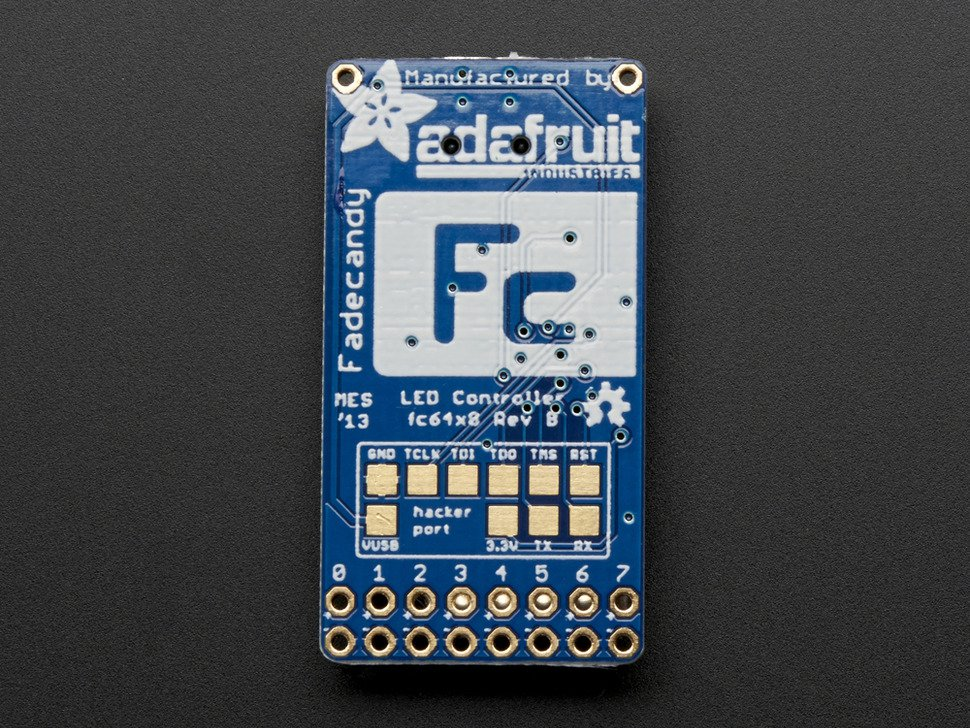 Manufactured by
adafruit
INDUSTRIES
Fadecandy
Fc
MES
'13
LED Controller
fc64x8 Rev B
GND TCLK TDI TDO TMS RST
hacker
port
VUSB 3.3V TX RX
0 1 2 3 4 5 6 7